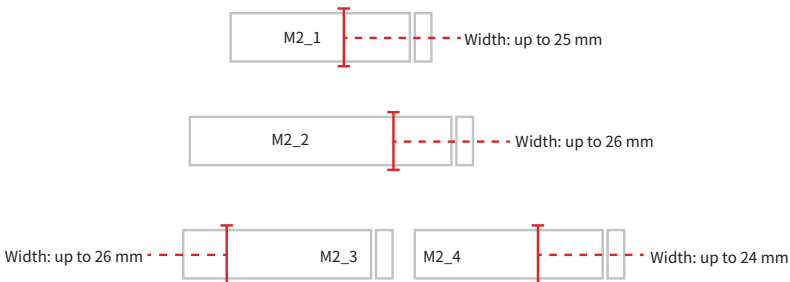 M2_1
Width: up to 25 mm
M2_2
Width: up to 26 mm
Width: up to 26 mm
M2_3
M2_4
Width: up to 24 mm